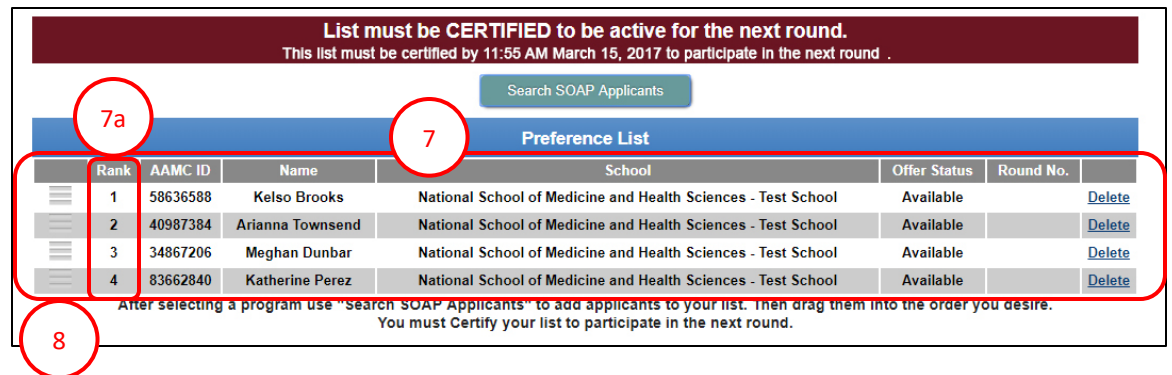 List must be CERTIFIED to be active for the next round.
This list must be certified by 11:55 AM March 15, 2017 to participate in the next round .
Search SOAP Applicants
7a
7
Preference List
Rank AAMC ID Name School Offer Status Round No.
1 58636588 Kelso Brooks National School of Medicine and Health Sciences - Test School Available Delete
2 40987384 Arianna Townsend National School of Medicine and Health Sciences - Test School Available Delete
3 34867206 Meghan Dunbar National School of Medicine and Health Sciences - Test School Available Delete
4 83662840 Katherine Perez National School of Medicine and Health Sciences - Test School Available Delete
After selecting a program use "Search SOAP Applicants" to add applicants to your list. Then drag them into the order you desire.
You must Certify your list to participate in the next round.
8